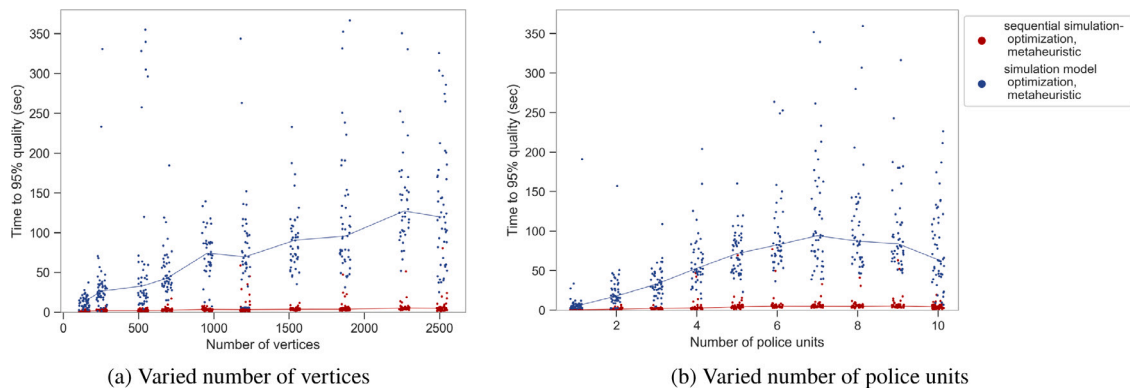 350
300
250
200
150
100
50
0
Time to 95% quality (sec)
0 500 1000 1500 2000 2500
Number of vertices
(a) Varied number of vertices
350
300
250
200
150
100
50
0
Time to 95% quality (sec)
2 4 6 8 10
Number of police units
(b) Varied number of police units
sequential simulation-
optimization,
metaheuristic
simulation model
optimization,
metaheuristic